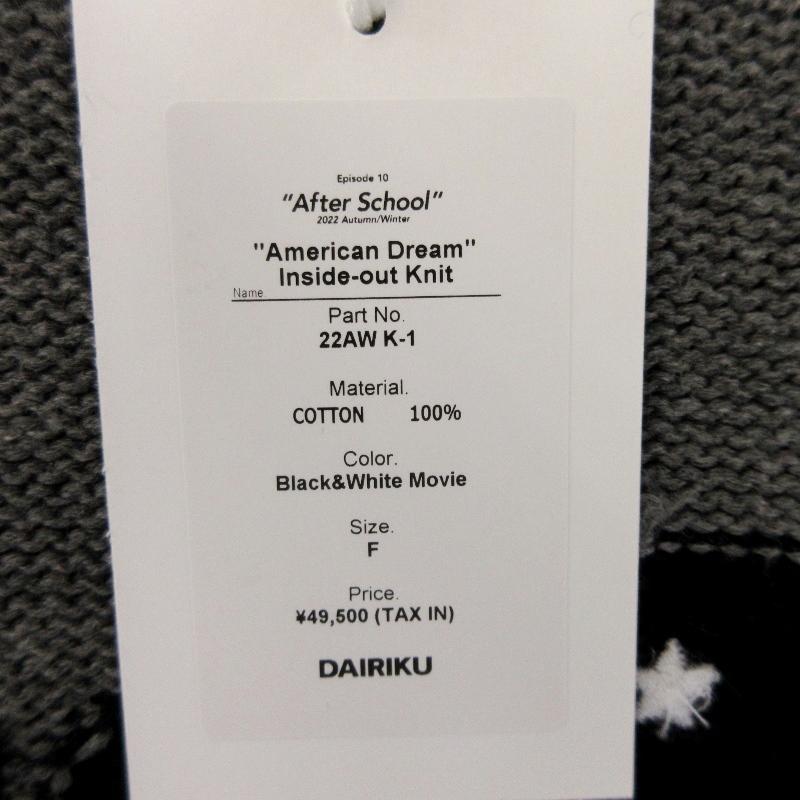 Episode 10
"After School"
2022 Autumn/Winter
"American Dream"
Inside-out Knit
Name
Part No.
22AW K-1
Material.
COTTON 100%
Color.
Black&White Movie
Size.
F
Price.
¥49,500 (TAX IN)
DAIRIKU